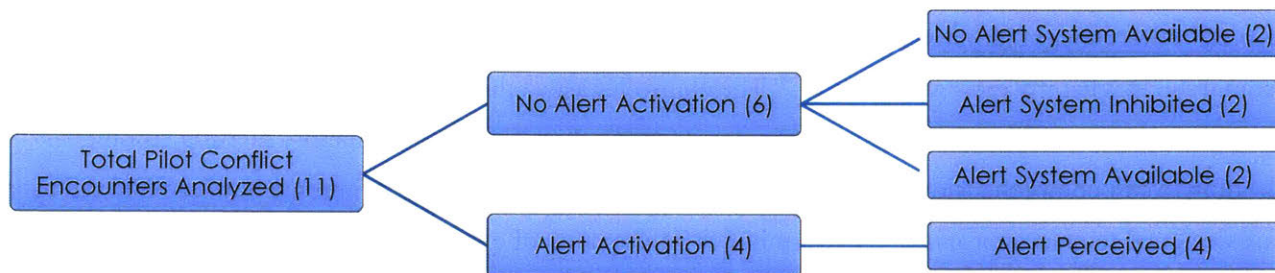 Total Pilot Conflict
Encounters Analyzed (11)
No Alert Activation (6)
Alert Activation (4)
No Alert System Available (2)
Alert System Inhibited (2)
Alert System Available (2)
Alert Perceived (4)